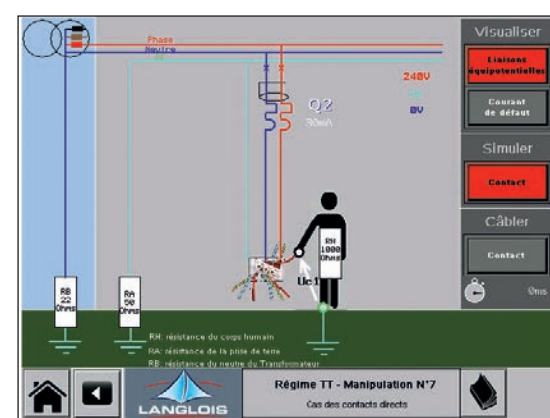 Visualiser
Phase
Neutre
Liaisons
équipotentielles
240V
0V
Courant
de défaut
Q2
30mA
Simuler
Contact
Câbler
Contact
RH
1000
Ohms
Uc1
0ms
RB
22
Ohms
RA
50
Ohms
RH: résistance du corps humain
RA: résistance de la prise de terre
RB: résistance du neutre du Transformateur
LANGLOIS
Régime TT - Manipulation N°7
Cas des contacts directs